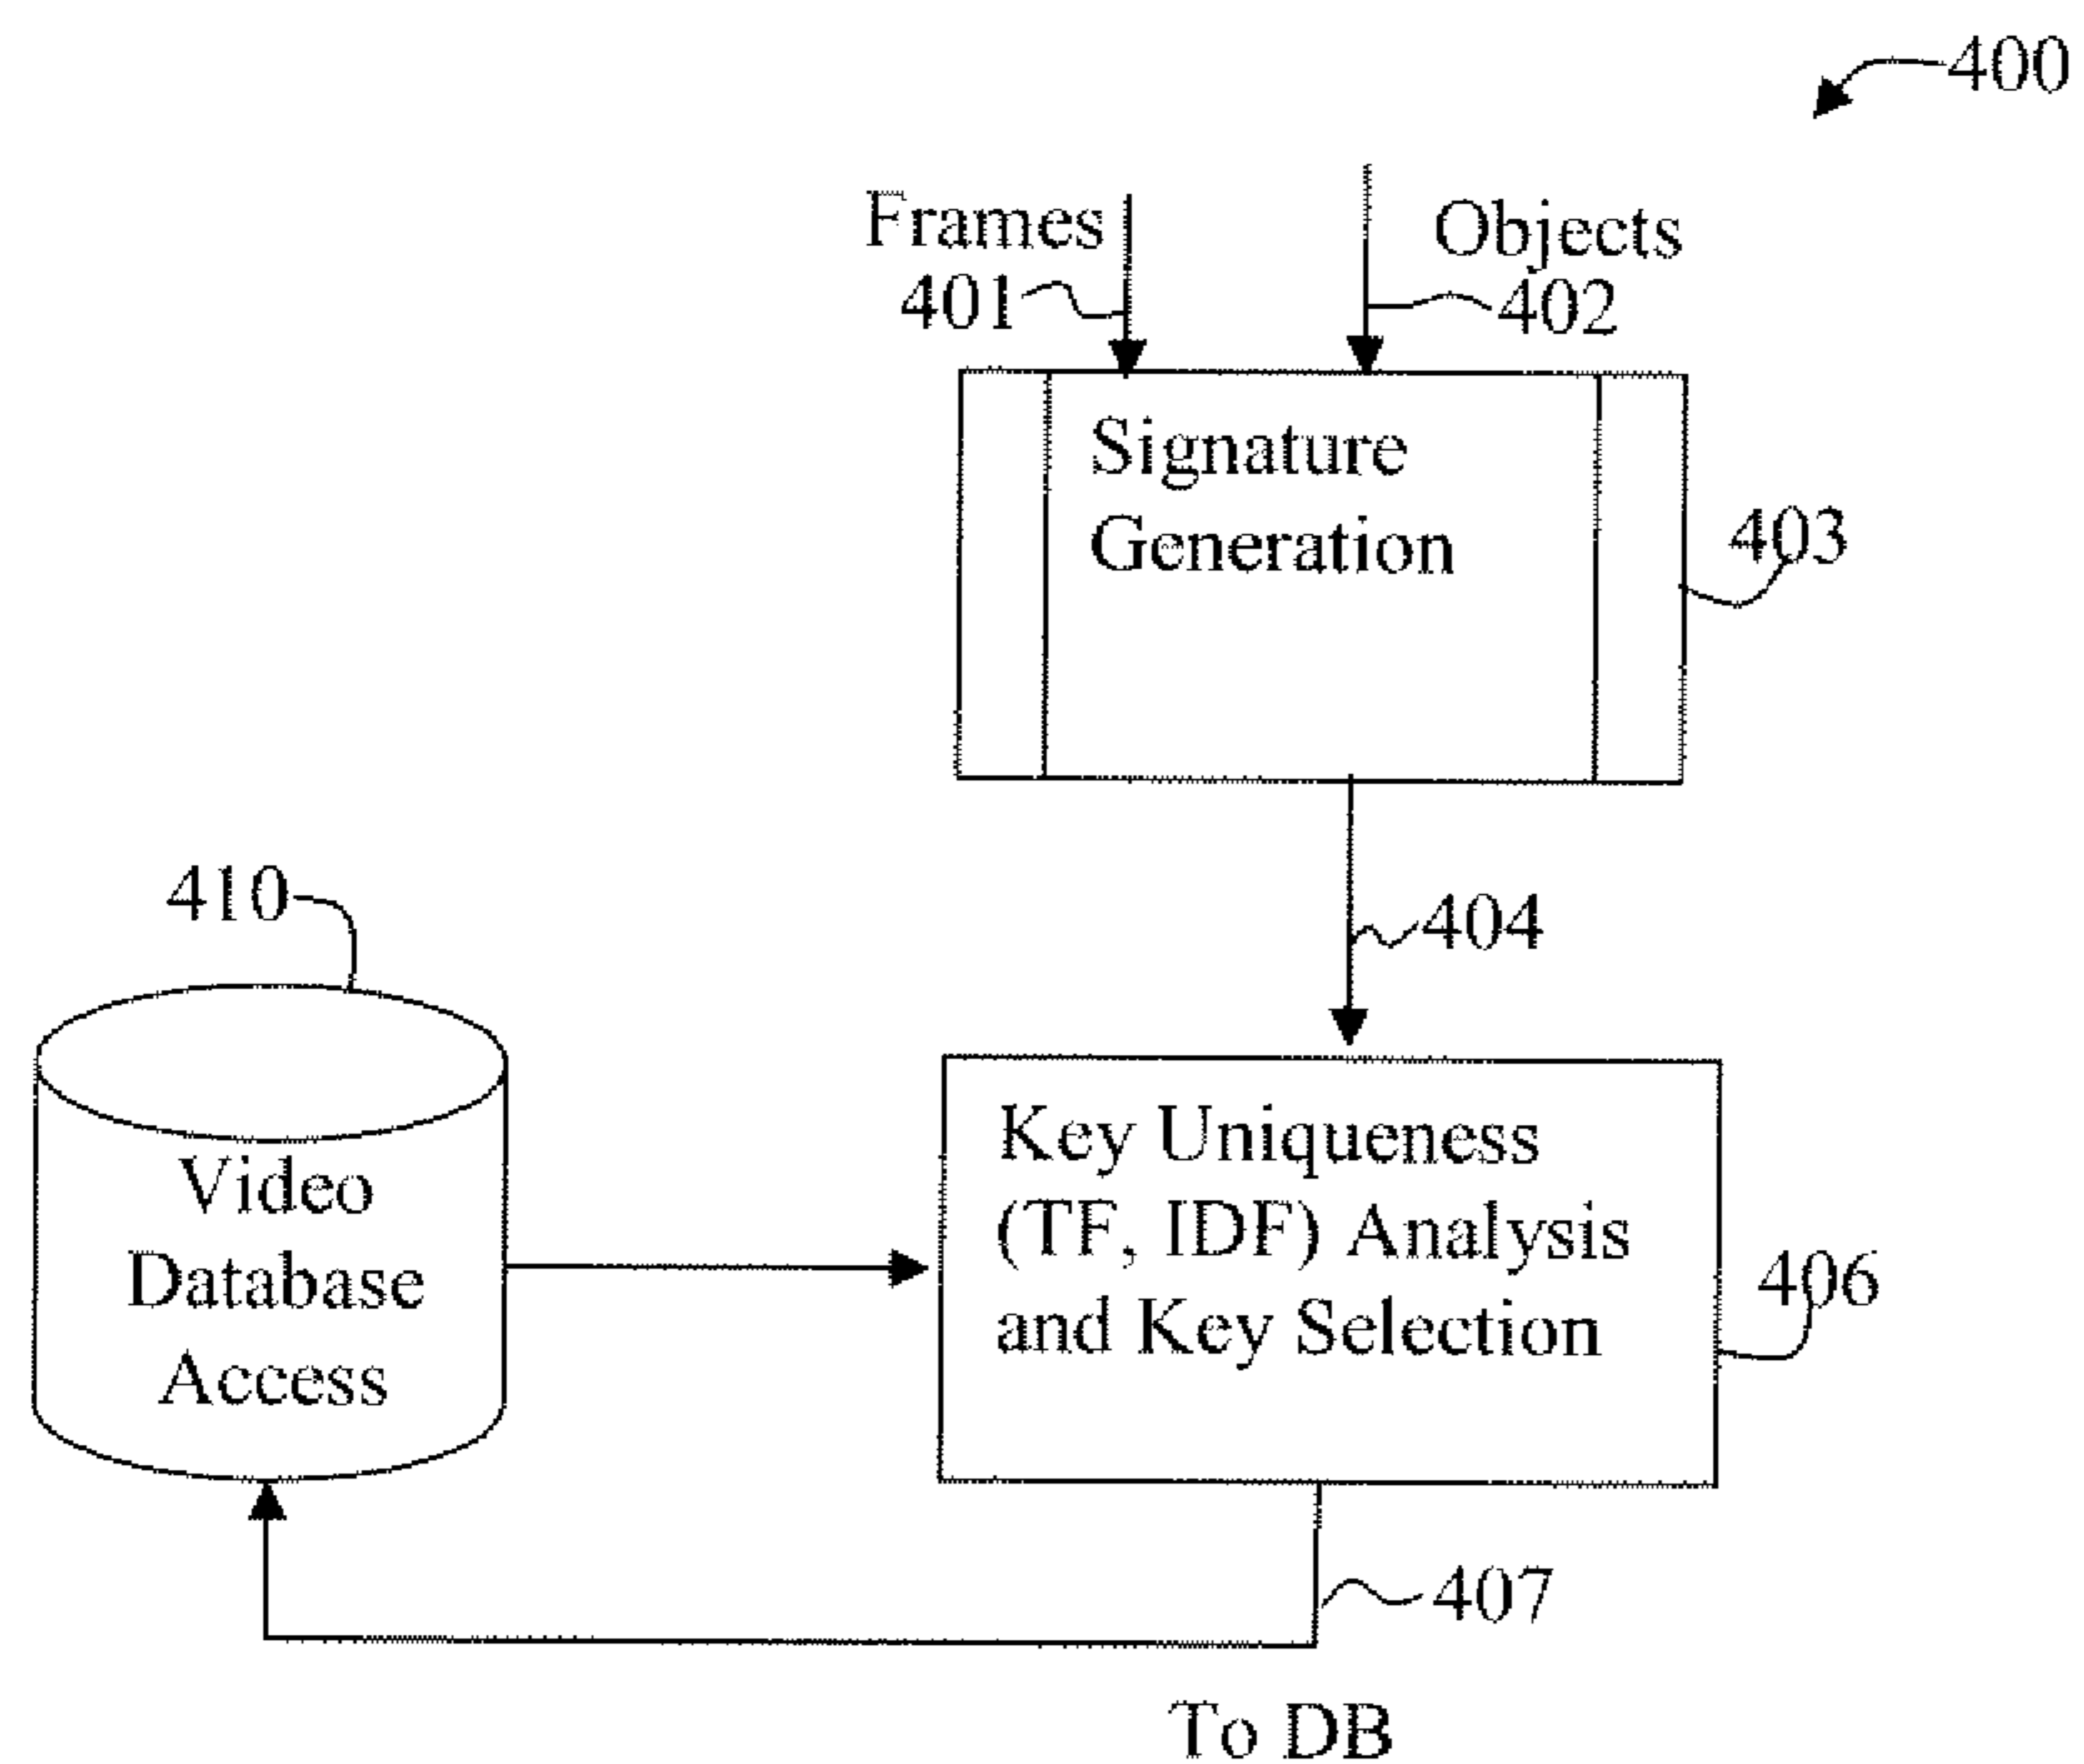 400
Frames
401
Objects
402
Signature
Generation
403
404
410
Video
Database
Access
Key Uniqueness
(TF, IDF) Analysis
and Key Selection
406
407
To DB